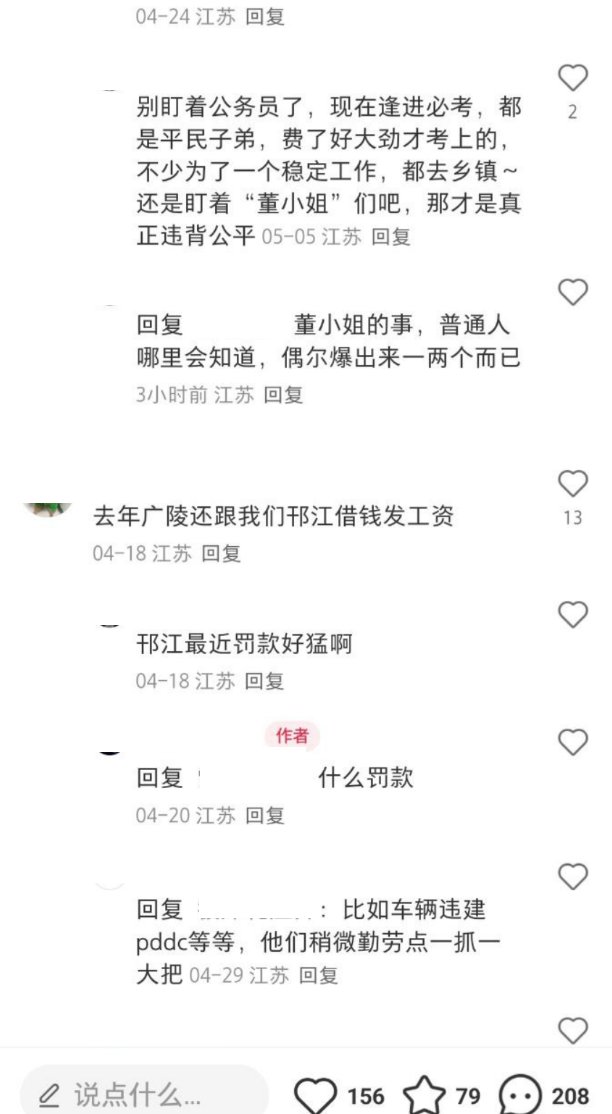 04-24 江苏 回复
别盯着公务员了，现在逢进必考，都
2
是平民子弟，费了好大劲才考上的，
不少为了一个稳定工作，都去乡镇～
还是盯着“董小姐”们吧，那才是真
正违背公平 05-05 江苏 回复
回复 董小姐的事，普通人
哪里会知道，偶尔爆出来一两个而已
3小时前 江苏 回复
去年广陵还跟我们邗江借钱发工资
13
04-18 江苏 回复
邗江最近罚款好猛啊
04-18 江苏 回复
作者
回复 什么罚款
04-20 江苏 回复
回复 ：比如车辆违建
pddc等等，他们稍微勤劳点一抓一
大把 04-29 江苏 回复
说点什么... 156 79 208